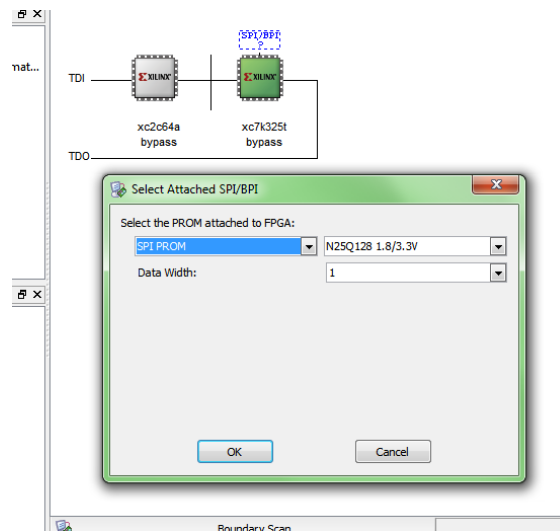 mat...
SPI/BPI
?
TDI
XILINX
XILINX
xc2c64a
bypass
xc7k325t
bypass
TDO
Select Attached SPI/BPI
Select the PROM attached to FPGA:
SPI PROM
N25Q128 1.8/3.3V
Data Width:
1
OK
Cancel
Boundary Scan